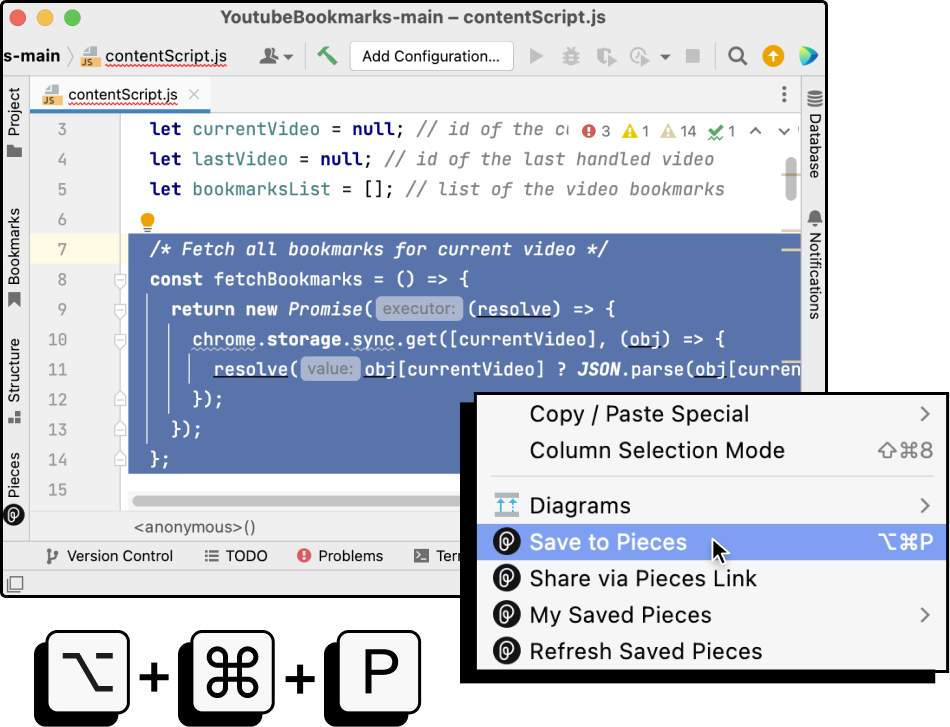 YoutubeBookmarks-main – contentScript.js
s-main 〉 contentScript.js
Add Configuration...
contentScript.js
Project
Bookmarks
Structure
Pieces
Database
Notifications
3 let currentVideo = null; // id of the
3 1 14 1
4 let lastVideo = null; // id of the last handled video
5 let bookmarksList = []; // list of the video bookmarks
6
7 /* Fetch all bookmarks for current video */
8 const fetchBookmarks = () => {
9 return new Promise( executor: (resolve) => {
10 chrome.storage.sync.get([currentVideo], (obj) => {
11 resolve( value: obj[currentVideo] ? JSON.parse(obj[curren
12 });
13 });
14 };
15
<anonymous>()
Version Control TODO Problems Ter
Copy / Paste Special
Column Selection Mode ⇧⌘8
Diagrams
Save to Pieces ⌥⌘P
Share via Pieces Link
My Saved Pieces
Refresh Saved Pieces
⌥ + ⌘ + P